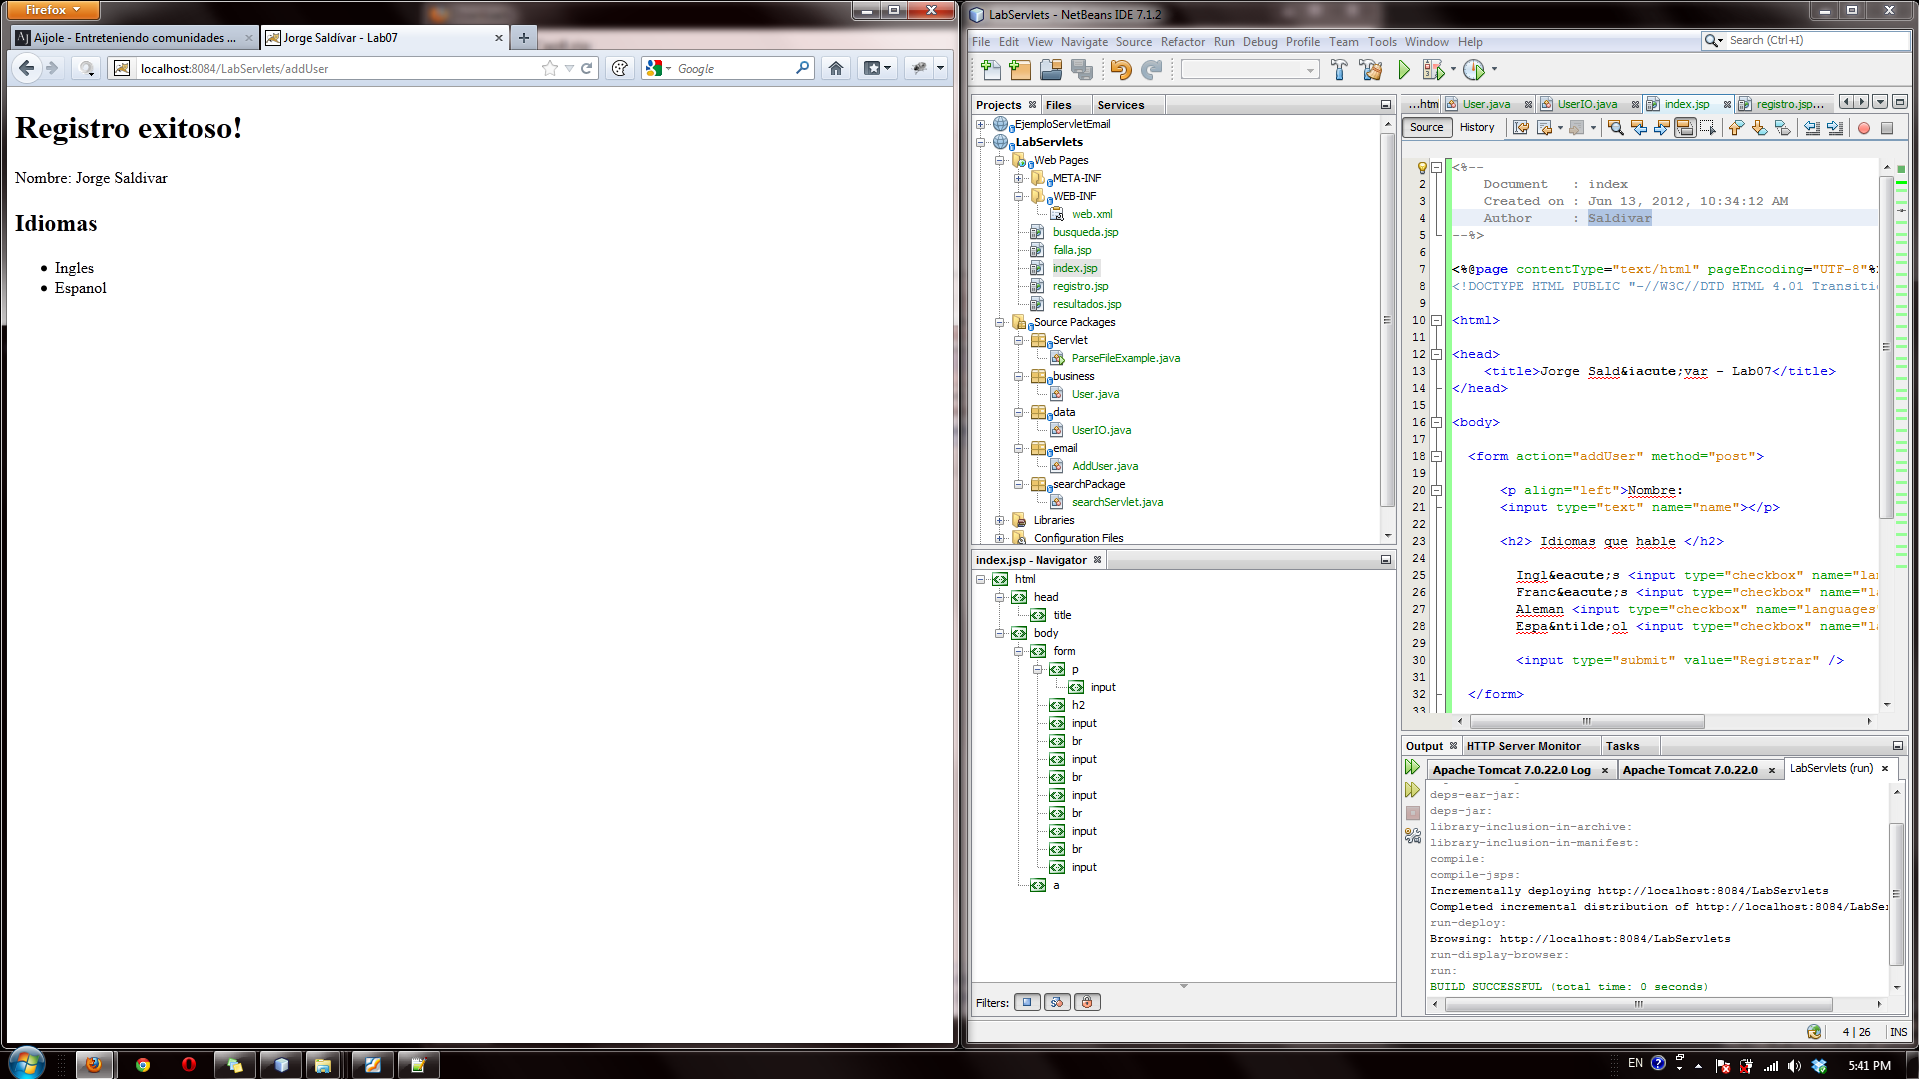 Firefox
Aijole - Entreteniendo comunidades ...
Jorge Saldívar - Lab07
localhost:8084/LabServlets/addUser
Google
Registro exitoso!
Nombre: Jorge Saldivar
Idiomas
Ingles
Espanol
LabServlets - NetBeans IDE 7.1.2
File Edit View Navigate Source Refactor Run Debug Profile Team Tools Window Help
Search (Ctrl+I)
Projects Files Services
EjemploServletEmail
LabServlets
Web Pages
META-INF
WEB-INF
web.xml
busqueda.jsp
falla.jsp
index.jsp
registro.jsp
resultados.jsp
Source Packages
Servlet
ParseFileExample.java
business
User.java
data
UserIO.java
email
AddUser.java
searchPackage
searchServlet.java
Libraries
Configuration Files
index.jsp - Navigator
html
head
title
body
form
p
input
h2
input
br
input
br
input
br
input
br
input
a
Filters:
...htm User.java UserIO.java index.jsp registro.jsp...
Source History
<%--
2 Document : index
3 Created on : Jun 13, 2012, 10:34:12 AM
4 Author : Saldivar
5 --%>
6
7 <%@page contentType="text/html" pageEncoding="UTF-8"%
8 <!DOCTYPE HTML PUBLIC "-//W3C//DTD HTML 4.01 Transiti
9
10 <html>
11
12 <head>
13 <title>Jorge Sald&iacute;var - Lab07</title>
14 </head>
15
16 <body>
17
18 <form action="addUser" method="post">
19
20 <p align="left">Nombre:
21 <input type="text" name="name"></p>
22
23 <h2> Idiomas que hable </h2>
24
25 Ingl&eacute;s <input type="checkbox" name="la
26 Franc&eacute;s <input type="checkbox" name="l
27 Aleman <input type="checkbox" name="languages
28 Espa&ntilde;ol <input type="checkbox" name="l
29
30 <input type="submit" value="Registrar" />
31
32 </form>
33
Output HTTP Server Monitor Tasks
Apache Tomcat 7.0.22.0 Log Apache Tomcat 7.0.22.0 LabServlets (run)
deps-ear-jar:
deps-jar:
library-inclusion-in-archive:
library-inclusion-in-manifest:
compile:
compile-jsps:
Incrementally deploying http://localhost:8084/LabServlets
Completed incremental distribution of http://localhost:8084/LabSe
run-deploy:
Browsing: http://localhost:8084/LabServlets
run-display-browser:
run:
BUILD SUCCESSFUL (total time: 0 seconds)
4 | 26 INS
EN 5:41 PM